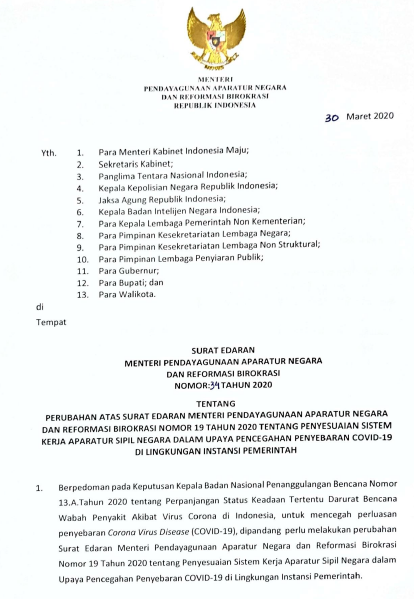 MENTERI
PENDAYAGUNAAN APARATUR NEGARA
DAN REFORMASI BIROKRASI
REPUBLIK INDONESIA
30 Maret 2020
Yth. 1. Para Menteri Kabinet Indonesia Maju;
2. Sekretaris Kabinet;
3. Panglima Tentara Nasional Indonesia;
4. Kepala Kepolisian Negara Republik Indonesia;
5. Jaksa Agung Republik Indonesia;
6. Kepala Badan Intelijen Negara Indonesia;
7. Para Kepala Lembaga Pemerintah Non Kementerian;
8. Para Pimpinan Kesekretariatan Lembaga Negara;
9. Para Pimpinan Kesekretariatan Lembaga Non Struktural;
10. Para Pimpinan Lembaga Penyiaran Publik;
11. Para Gubernur;
12. Para Bupati; dan
13. Para Walikota.
di
Tempat
SURAT EDARAN
MENTERI PENDAYAGUNAAN APARATUR NEGARA
DAN REFORMASI BIROKRASI
NOMOR:34 TAHUN 2020
TENTANG
PERUBAHAN ATAS SURAT EDARAN MENTERI PENDAYAGUNAAN APARATUR NEGARA
DAN REFORMASI BIROKRASI NOMOR 19 TAHUN 2020 TENTANG PENYESUAIAN SISTEM
KERJA APARATUR SIPIL NEGARA DALAM UPAYA PENCEGAHAN PENYEBARAN COVID-19
DI LINGKUNGAN INSTANSI PEMERINTAH
1. Berpedoman pada Keputusan Kepala Badan Nasional Penanggulangan Bencana Nomor
13.A.Tahun 2020 tentang Perpanjangan Status Keadaan Tertentu Darurat Bencana
Wabah Penyakit Akibat Virus Corona di Indonesia, untuk mencegah perluasan
penyebaran Corona Virus Disease (COVID-19), dipandang perlu melakukan perubahan
Surat Edaran Menteri Pendayagunaan Aparatur Negara dan Reformasi Birokrasi
Nomor 19 Tahun 2020 tentang Penyesuaian Sistem Kerja Aparatur Sipil Negara dalam
Upaya Pencegahan Penyebaran COVID-19 di Lingkungan Instansi Pemerintah.